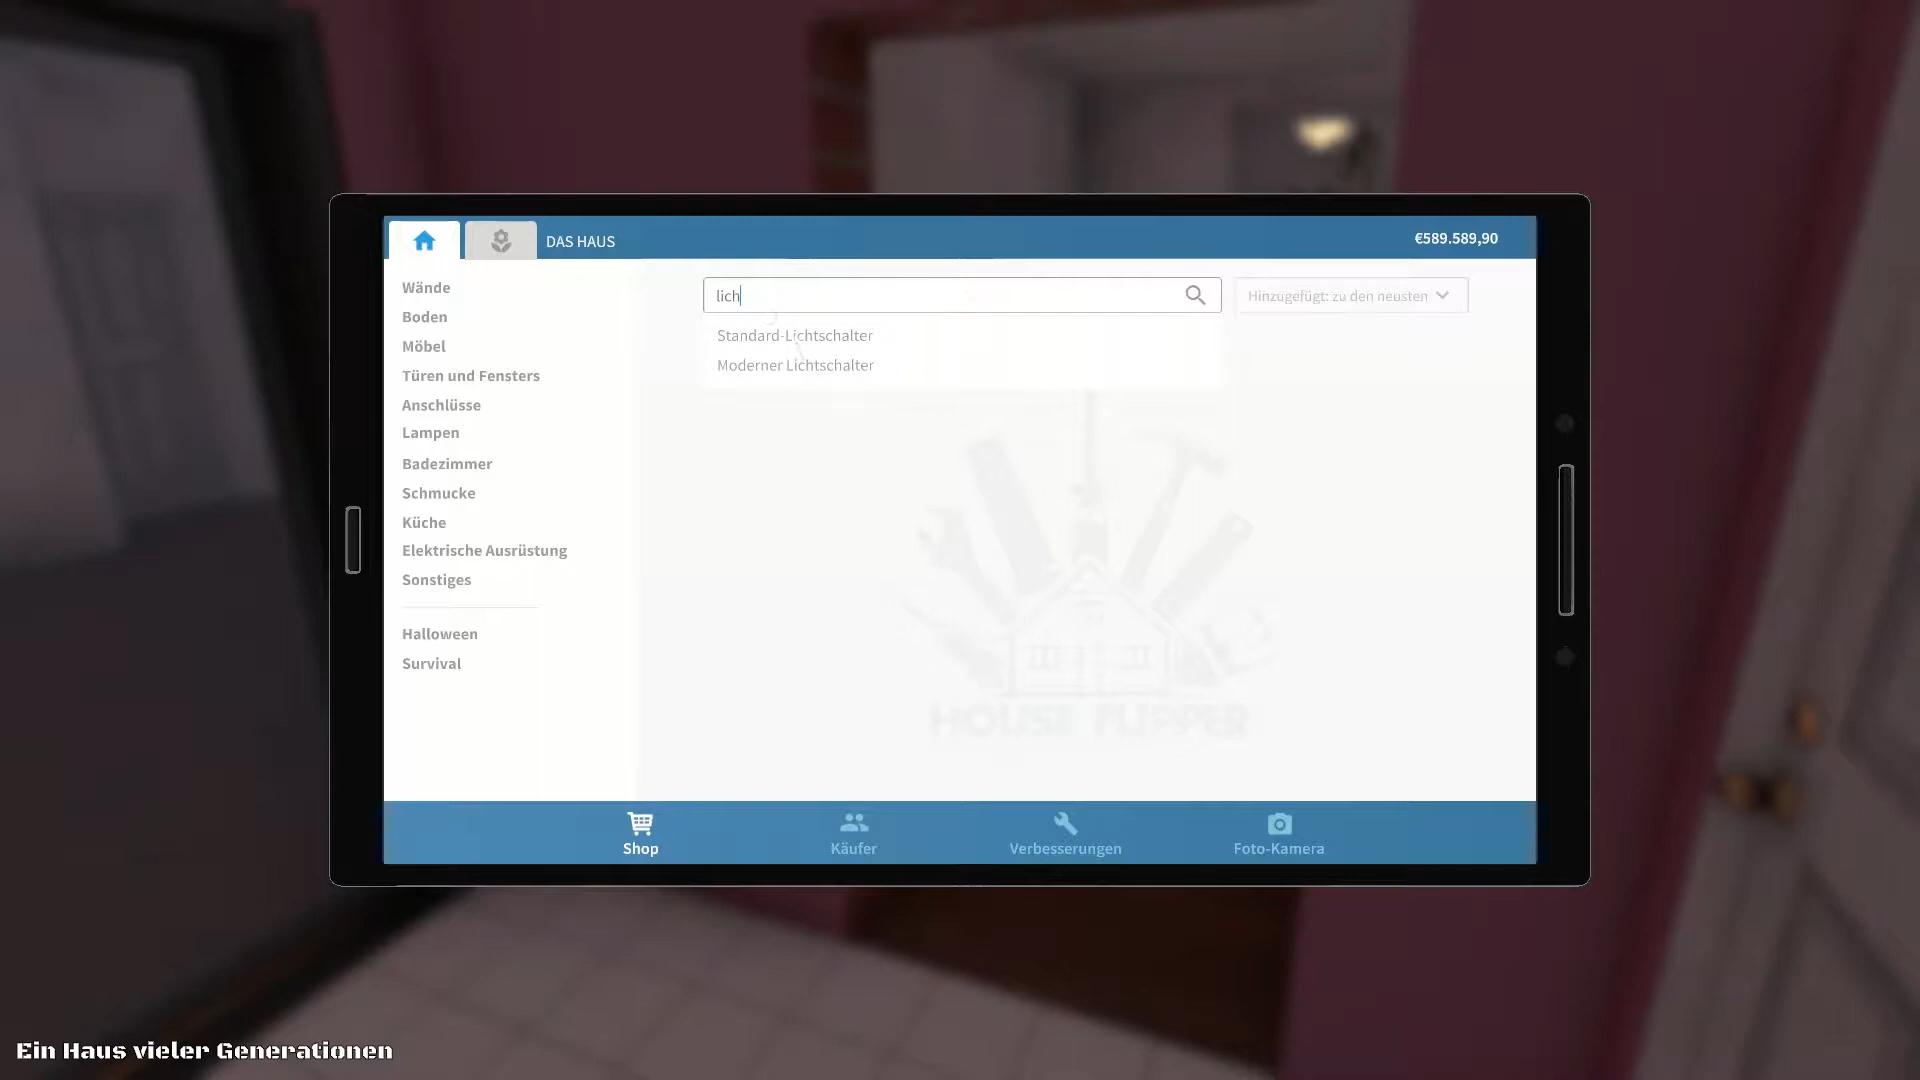 DAS HAUS
€589.589,90
Wände
Boden
Möbel
Türen und Fensters
Anschlüsse
Lampen
Badezimmer
Schmucke
Küche
Elektrische Ausrüstung
Sonstiges
Halloween
Survival
lich
Hinzugefügt: zu den neusten
Standard-Lichtschalter
Moderner Lichtschalter
HOUSE FLIPPER
Shop
Käufer
Verbesserungen
Foto-Kamera
Ein Haus vieler Generationen